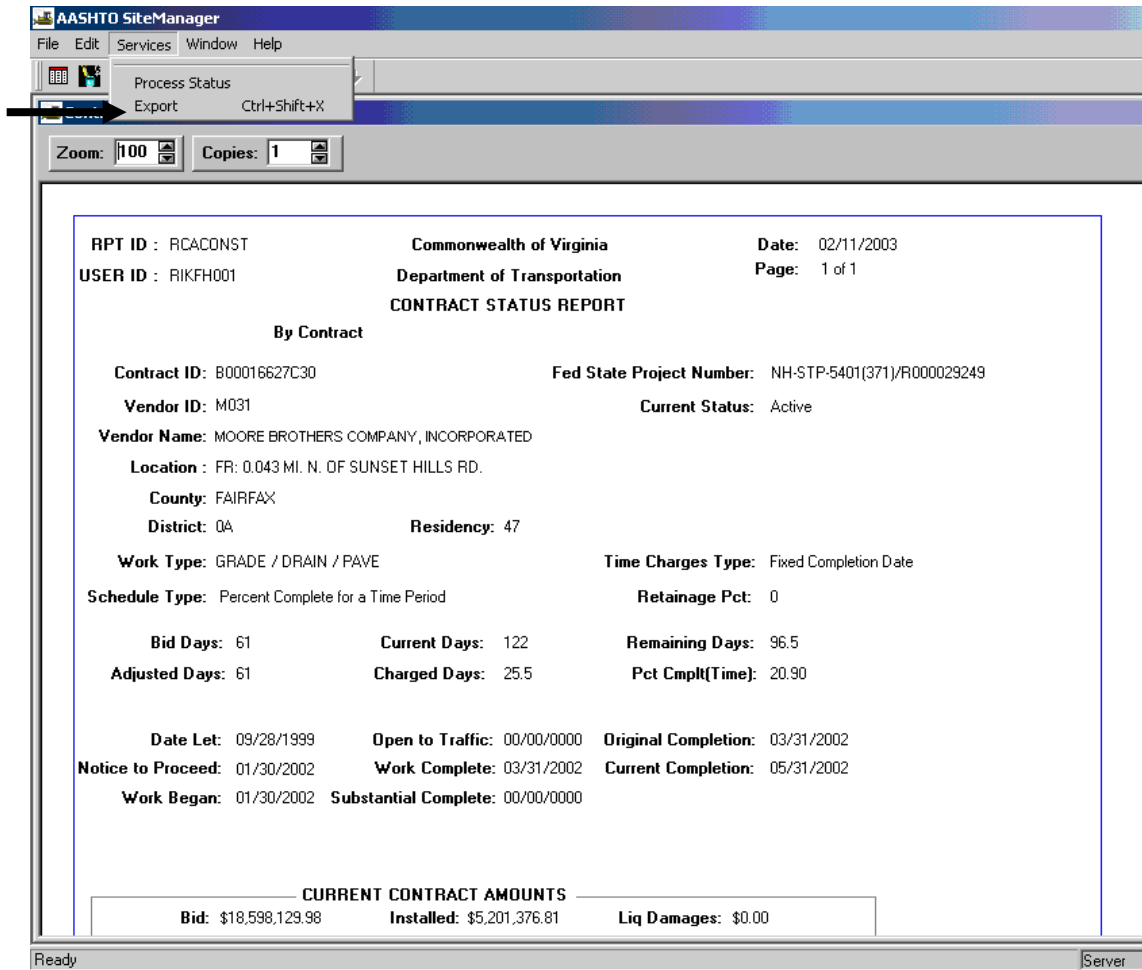 AASHTO SiteManager
File Edit Services Window Help
Process Status
Export Ctrl+Shift+X
Zoom: 100 Copies: 1
RPT ID : RCACONST Commonwealth of Virginia Date: 02/11/2003
USER ID : RIKFH001 Department of Transportation Page: 1 of 1
CONTRACT STATUS REPORT
By Contract
Contract ID: B00016627C30 Fed State Project Number: NH-STP-5401(371)/R000029249
Vendor ID: M031 Current Status: Active
Vendor Name: MOORE BROTHERS COMPANY, INCORPORATED
Location : FR: 0.043 MI. N. OF SUNSET HILLS RD.
County: FAIRFAX
District: 0A Residency: 47
Work Type: GRADE / DRAIN / PAVE Time Charges Type: Fixed Completion Date
Schedule Type: Percent Complete for a Time Period Retainage Pct: 0
Bid Days: 61 Current Days: 122 Remaining Days: 96.5
Adjusted Days: 61 Charged Days: 25.5 Pct Cmplt(Time): 20.90
Date Let: 09/28/1999 Open to Traffic: 00/00/0000 Original Completion: 03/31/2002
Notice to Proceed: 01/30/2002 Work Complete: 03/31/2002 Current Completion: 05/31/2002
Work Began: 01/30/2002 Substantial Complete: 00/00/0000
CURRENT CONTRACT AMOUNTS
Bid: $18,598,129.98 Installed: $5,201,376.81 Liq Damages: $0.00
Ready Server